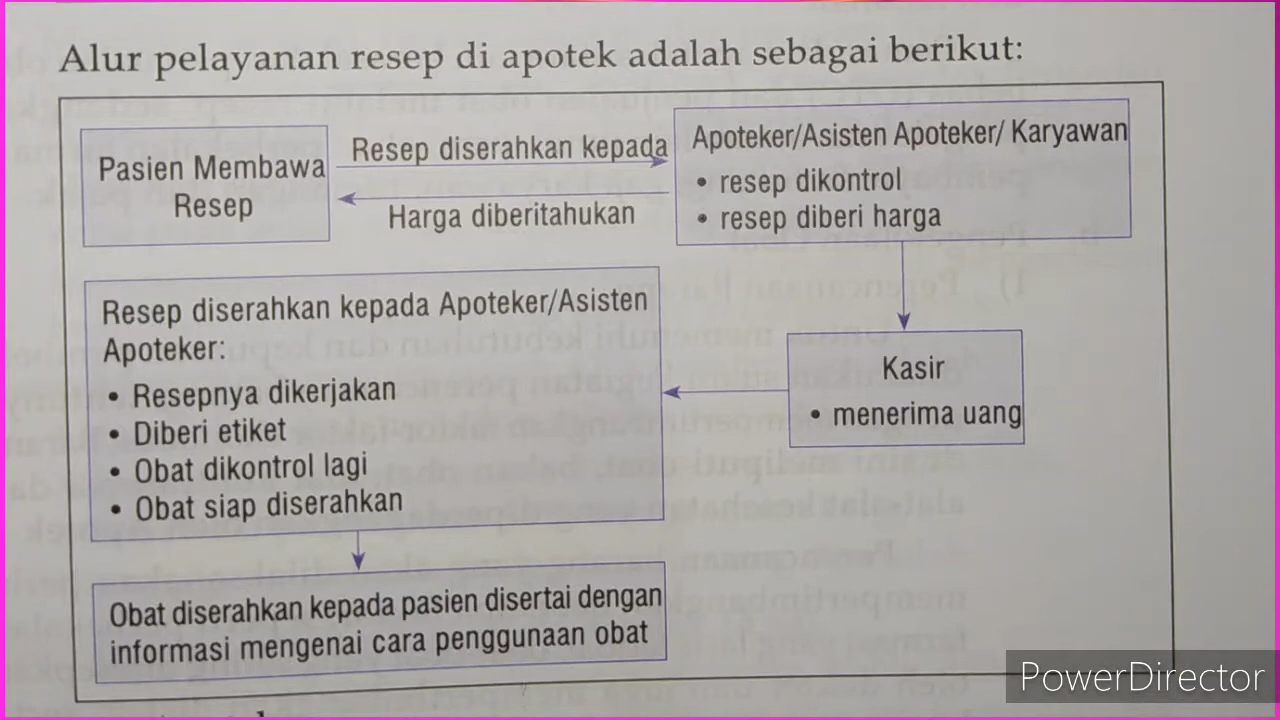 Alur pelayanan resep di apotek adalah sebagai berikut:
Pasien Membawa
Resep
Resep diserahkan kepada
Harga diberitahukan
Apoteker/Asisten Apoteker/ Karyawan
• resep dikontrol
• resep diberi harga
Kasir
• menerima uang
Resep diserahkan kepada Apoteker/Asisten
Apoteker:
• Resepnya dikerjakan
• Diberi etiket
• Obat dikontrol lagi
• Obat siap diserahkan
Obat diserahkan kepada pasien disertai dengan
informasi mengenai cara penggunaan obat
PowerDirector